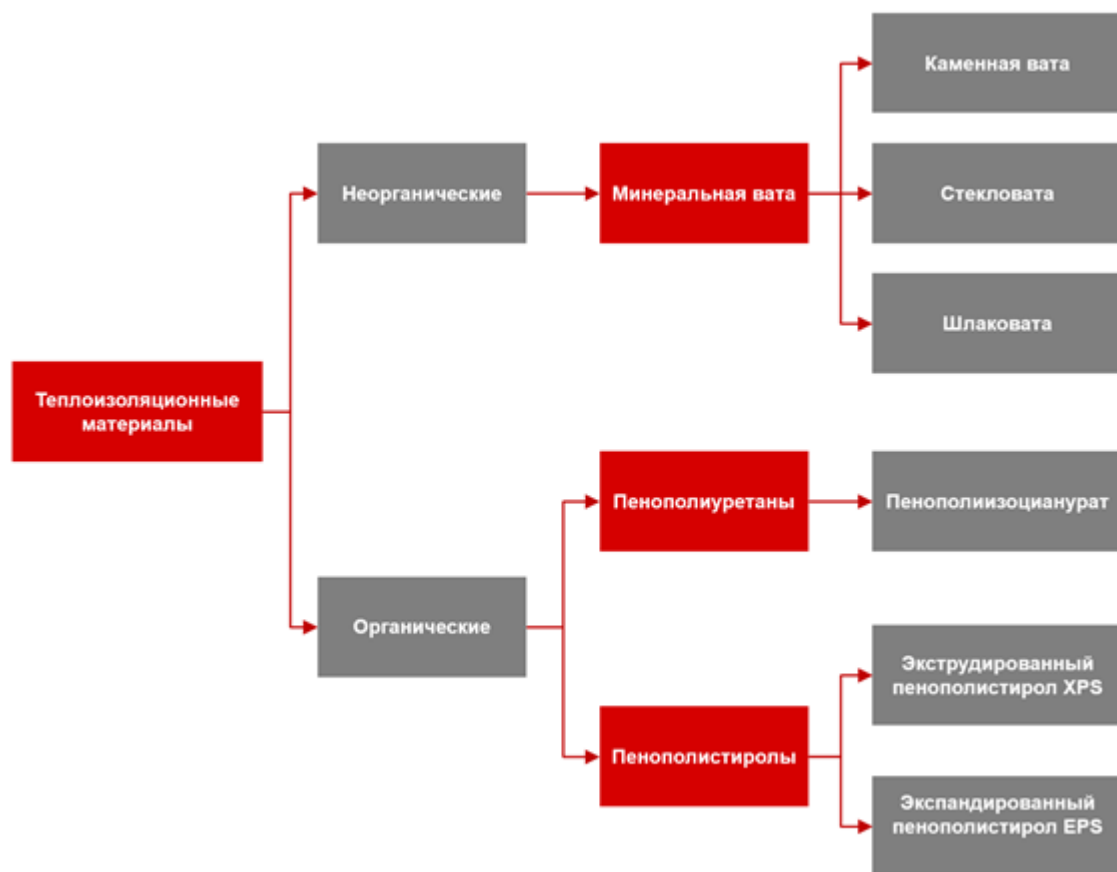 Каменная вата
Неорганические
Минеральная вата
Стекловата
Шлаковата
Теплоизоляционные
материалы
Пенополиуретаны
Пенополиизоцианурат
Органические
Экструдированный
пенополистирол XPS
Пенополистиролы
Экспандированный
пенополистирол EPS